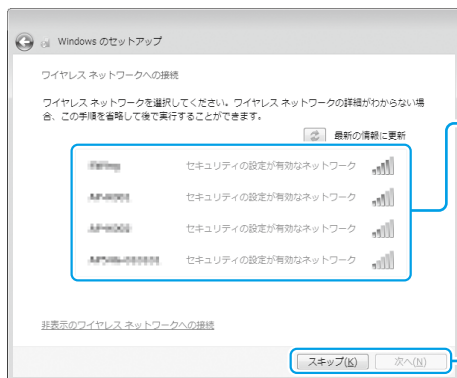 Windows のセットアップ
ワイヤレス ネットワークへの接続
ワイヤレス ネットワークを選択してください。ワイヤレス ネットワークの詳細がわからない場
合、この手順を省略して後で実行することができます。
最新の情報に更新
セキュリティの設定が有効なネットワーク
セキュリティの設定が有効なネットワーク
セキュリティの設定が有効なネットワーク
セキュリティの設定が有効なネットワーク
非表示のワイヤレス ネットワークへの接続
スキップ(K) 次へ(N)